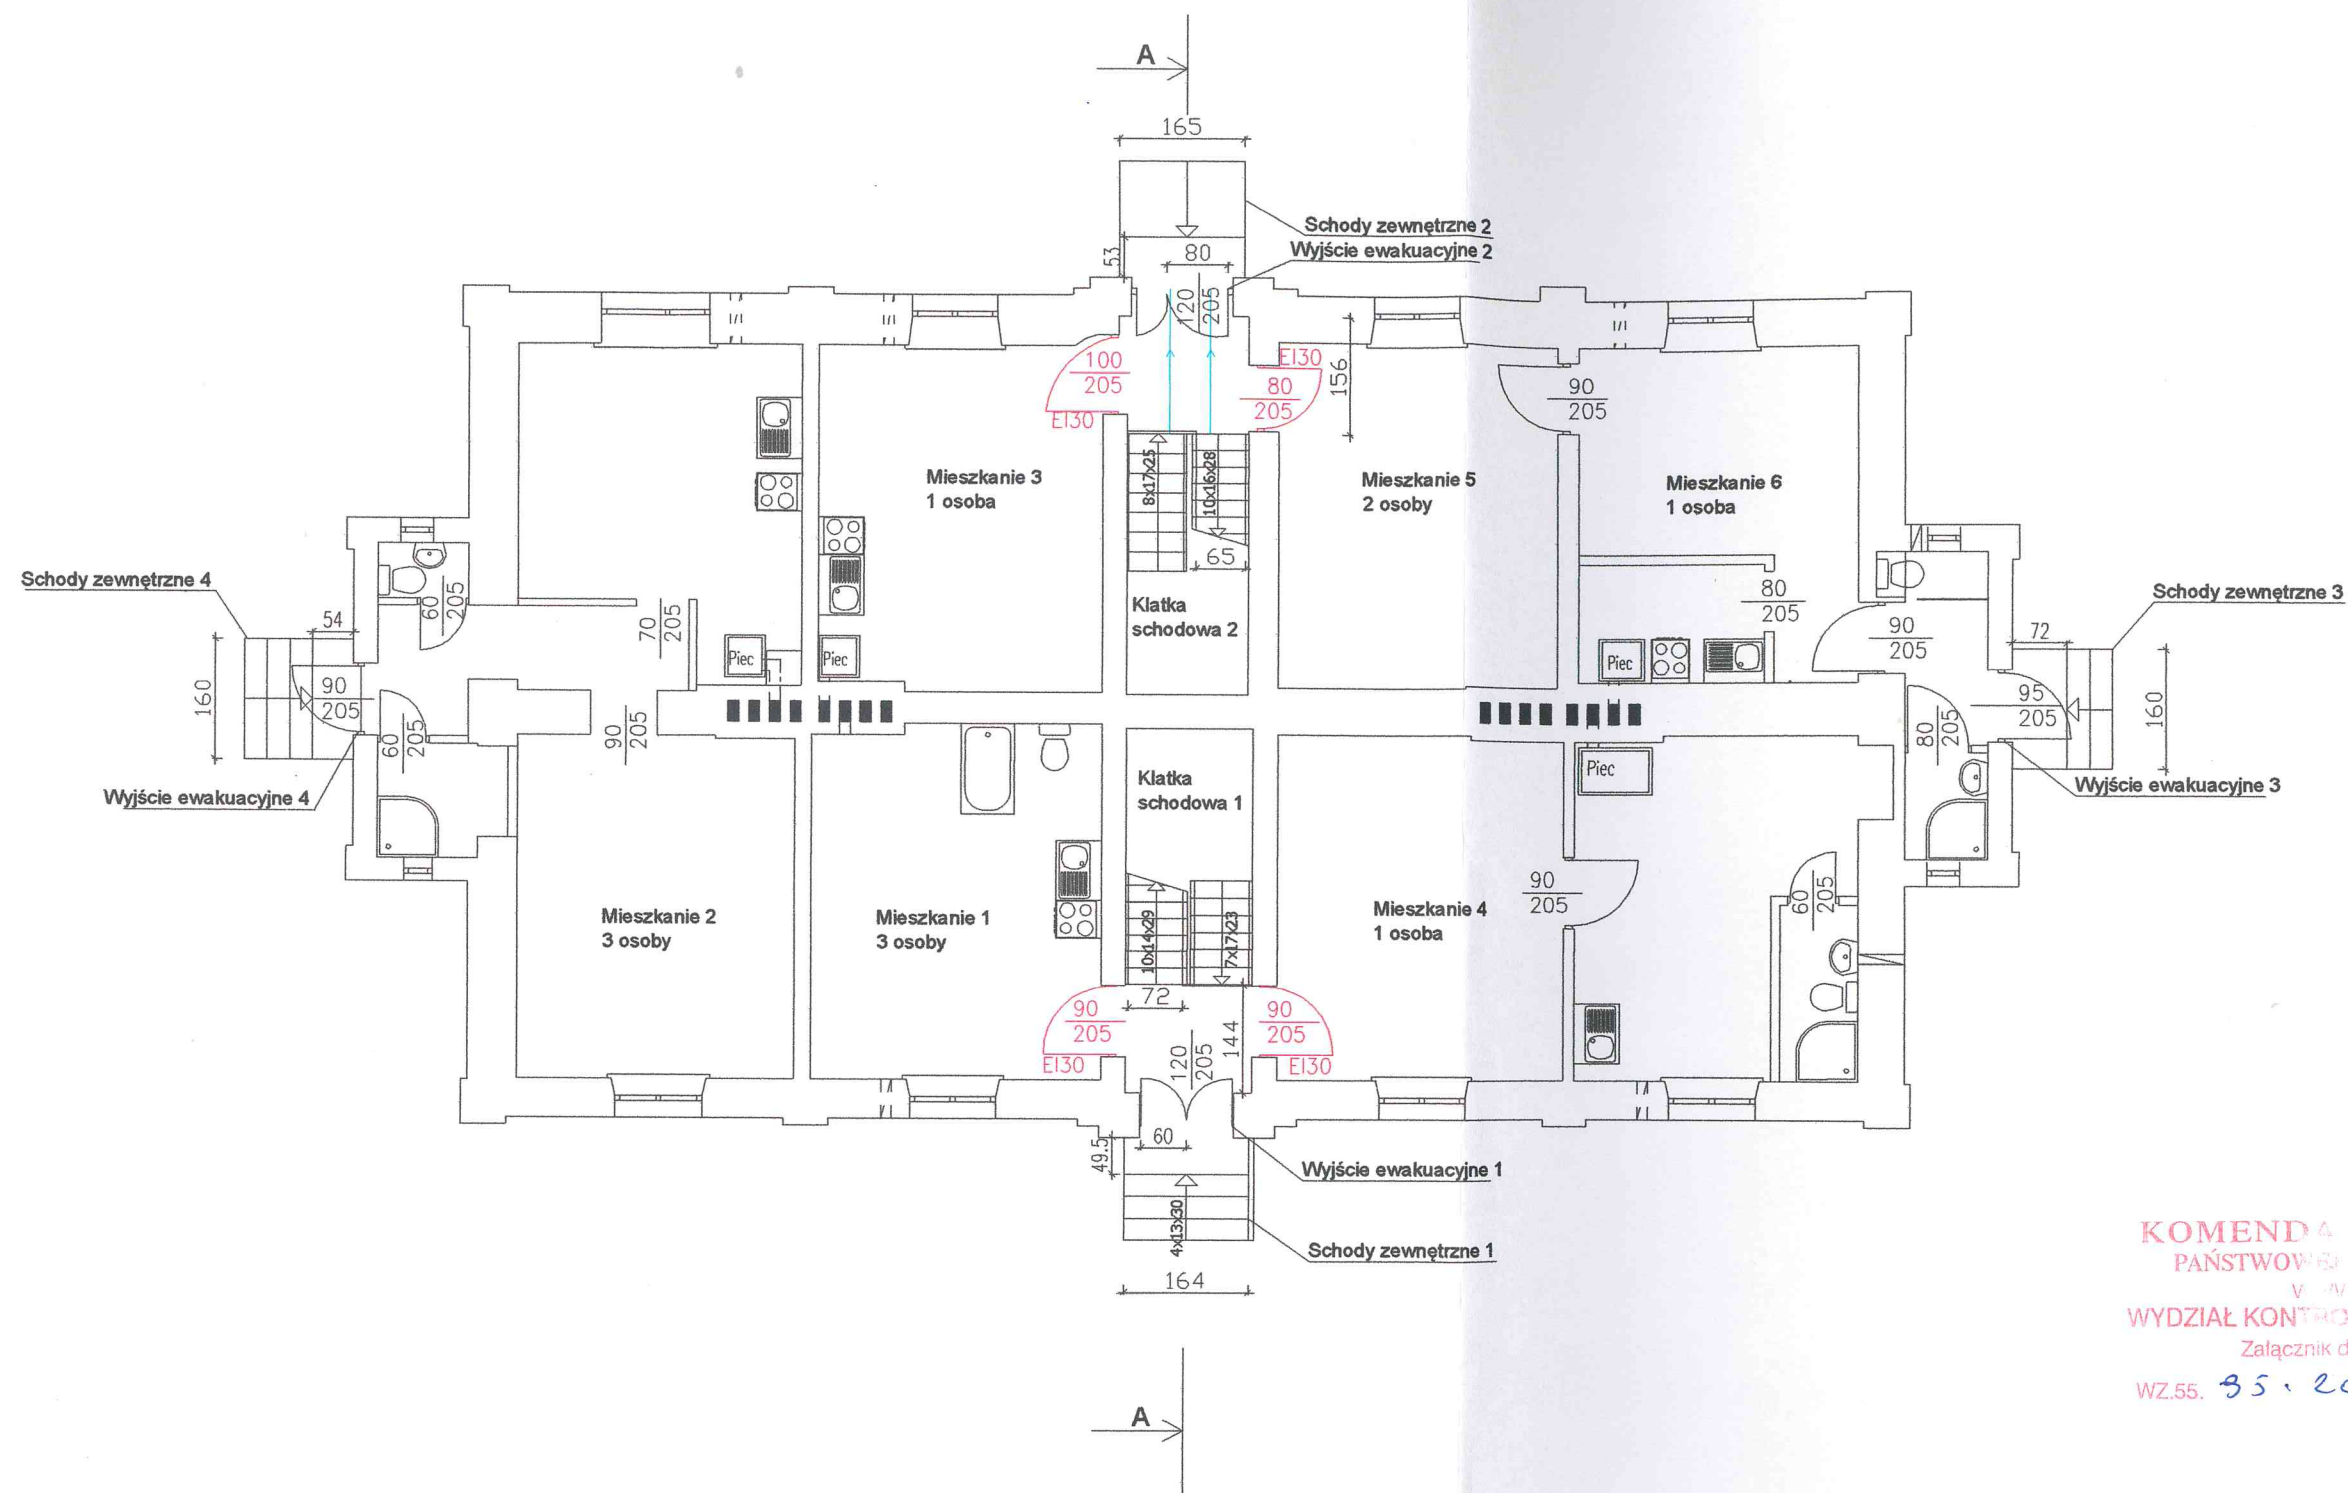 A
165
Schody zewnętrzne 2
Wyjście ewakuacyjne 2
53
80
120
205
100
205
EI30
EI30
80
205
156
90
205
Mieszkanie 3
1 osoba
8x17x25
10x16x28
65
Mieszkanie 5
2 osoby
Mieszkanie 6
1 osoba
Schody zewnętrzne 4
54
160
60
205
70
205
Piec
Piec
Klatka
schodowa 2
Piec
80
205
90
205
Schody zewnętrzne 3
72
160
90
205
60
205
90
205
95
205
80
205
Wyjście ewakuacyjne 4
Wyjście ewakuacyjne 3
Klatka
schodowa 1
Piec
Mieszkanie 2
3 osoby
Mieszkanie 1
3 osoby
10x14x29
7x17x23
Mieszkanie 4
1 osoba
90
205
60
205
72
90
205
EI30
120
205
144
90
205
EI30
60
49.5
Wyjście ewakuacyjne 1
4x13x30
Schody zewnętrzne 1
164
A
KOMENDA
PAŃSTWOWEJ
WYDZIAŁ KONTRO
Załącznik d
WZ.55. 95.20